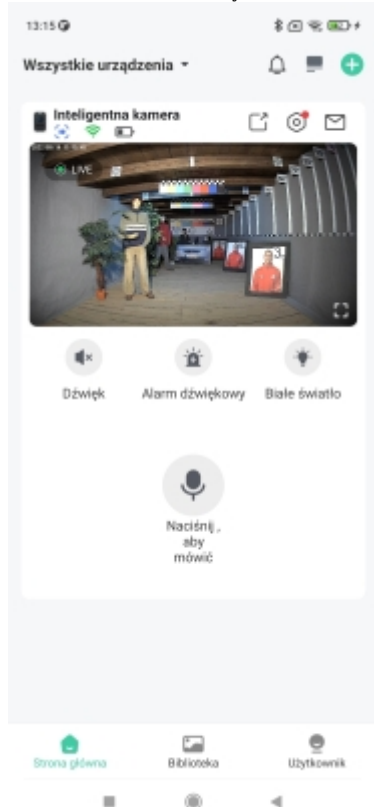 13:15
Wszystkie urządzenia
Inteligentna kamera
LIVE
Dźwięk
Alarm dźwiękowy
Białe światło
Naciśnij ,
aby
mówić
Strona główna
Biblioteka
Użytkownik